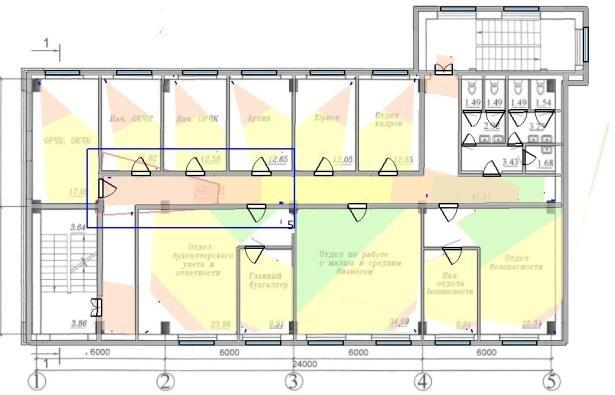 1
1.49 1.49 1.49 1.54
ОРЧК, ОКЧК
Нач. ОКЧК
Нач. ОРЧК
Архив
Юрист
Отдел
кадров
12.58
12.65
12.05
12.65
3.43
1.68
3.64
5
Отдел
бухгалтерского
учета и
отчетности
Главный
бухгалтер
Отдел по работе
с малым и средним
бизнесом
Нач.
отдела
безопасности
Отдел
безопасности
3.86
23.98
34.69
1
6000
6000
6000
6000
24000
1
2
3
4
5